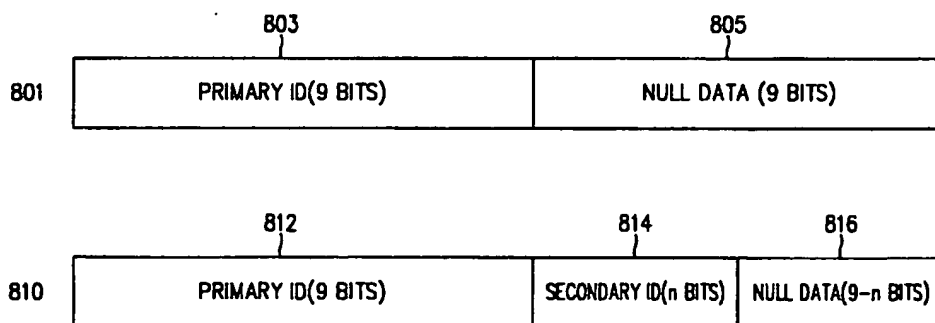 803 805
801 PRIMARY ID(9 BITS) NULL DATA (9 BITS)
812 814 816
810 PRIMARY ID(9 BITS) SECONDARY ID(n BITS) NULL DATA(9-n BITS)